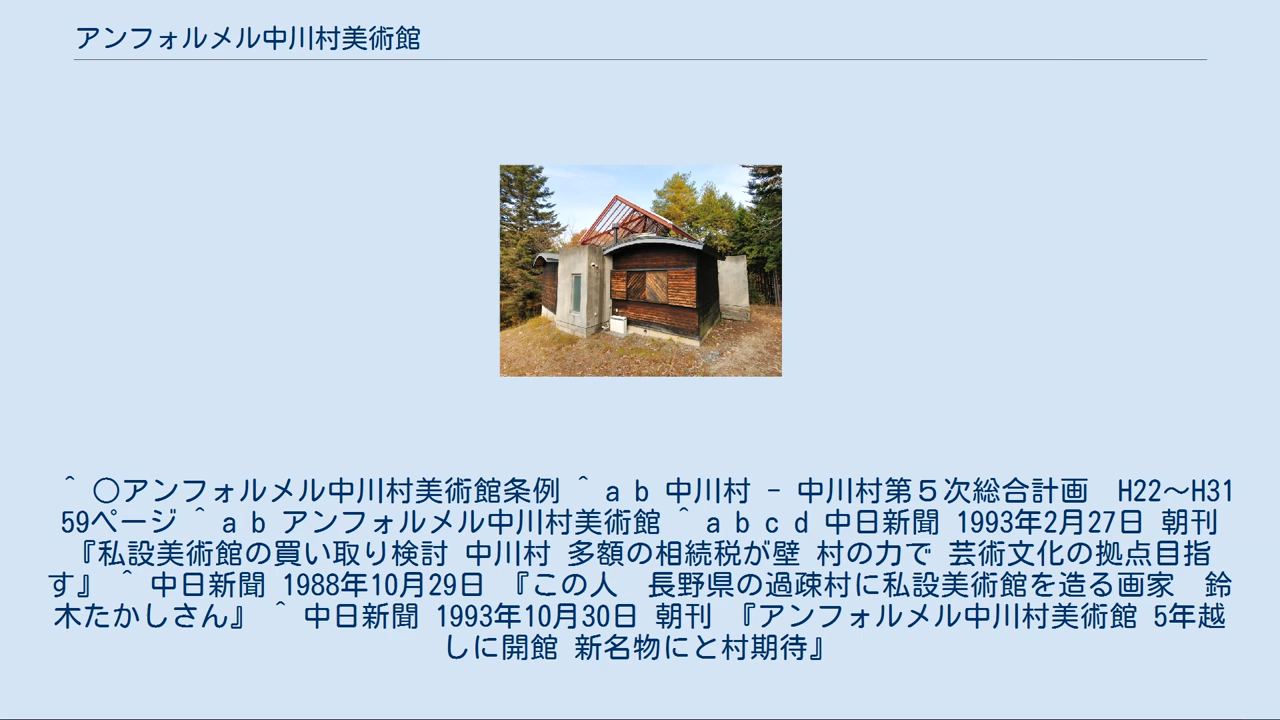 アンフォルメル中川村美術館
^ ○アンフォルメル中川村美術館条例 ^ a b 中川村 - 中川村第５次総合計画　H22〜H31
59ページ ^ a b アンフォルメル中川村美術館 ^ a b c d 中日新聞 1993年2月27日 朝刊
『私設美術館の買い取り検討 中川村 多額の相続税が壁 村の力で 芸術文化の拠点目指
す』 ^ 中日新聞 1988年10月29日 『この人　長野県の過疎村に私設美術館を造る画家　鈴
木たかしさん』 ^ 中日新聞 1993年10月30日 朝刊 『アンフォルメル中川村美術館 5年越
しに開館 新名物にと村期待』